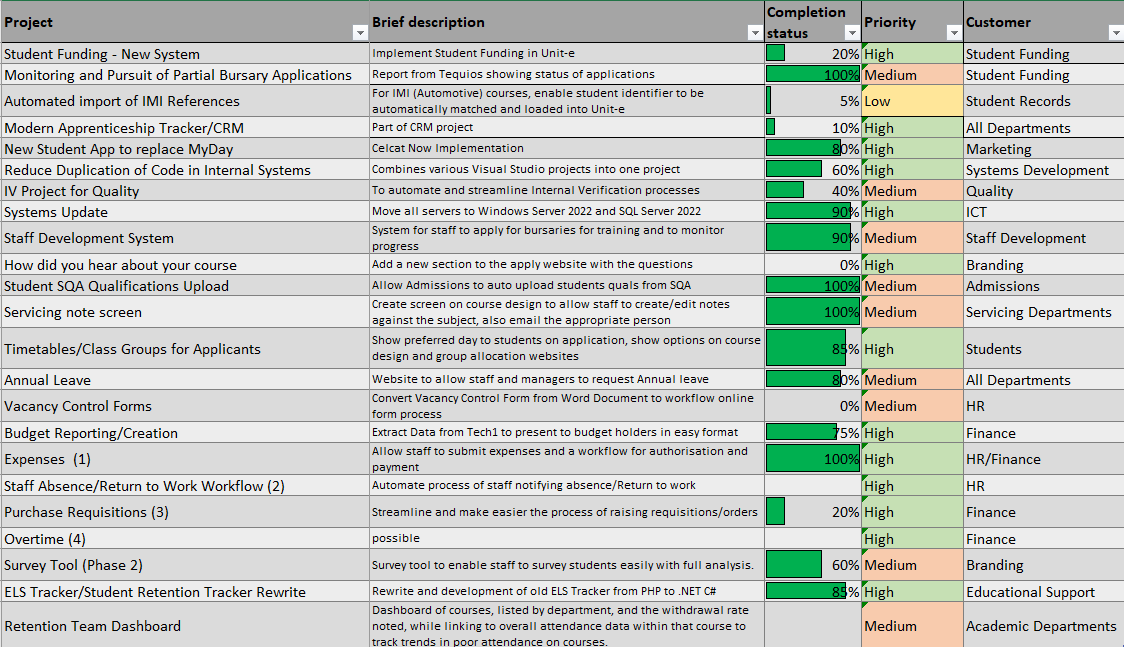 Project Brief description Completion status Priority Customer
Student Funding - New System Implement Student Funding in Unit-e 20% High Student Funding
Monitoring and Pursuit of Partial Bursary Applications Report from Tequios showing status of applications 100% Medium Student Funding
Automated import of IMI References For IMI (Automotive) courses, enable student identifier to be
automatically matched and loaded into Unit-e 5% Low Student Records
Modern Apprenticeship Tracker/CRM Part of CRM project 10% High All Departments
New Student App to replace MyDay Celcat Now Implementation 80% High Marketing
Reduce Duplication of Code in Internal Systems Combines various Visual Studio projects into one project 60% High Systems Development
IV Project for Quality To automate and streamline Internal Verification processes 40% Medium Quality
Systems Update Move all servers to Windows Server 2022 and SQL Server 2022 90% High ICT
Staff Development System System for staff to apply for bursaries for training and to monitor
progress 90% Medium Staff Development
How did you hear about your course Add a new section to the apply website with the questions 0% High Branding
Student SQA Qualifications Upload Allow Admissions to auto upload students quals from SQA 100% Medium Admissions
Servicing note screen Create screen on course design to allow staff to create/edit notes
against the subject, also email the appropriate person 100% Medium Servicing Departments
Timetables/Class Groups for Applicants Show preferred day to students on application, show options on course
design and group allocation websites 85% High Students
Annual Leave Website to allow staff and managers to request Annual leave 80% Medium All Departments
Vacancy Control Forms Convert Vacancy Control Form from Word Document to workflow online
form process 0% Medium HR
Budget Reporting/Creation Extract Data from Tech1 to present to budget holders in easy format 75% High Finance
Expenses (1) Allow staff to submit expenses and a workflow for authorisation and
payment 100% High HR/Finance
Staff Absence/Return to Work Workflow (2) Automate process of staff notifying absence/Return to work High HR
Purchase Requisitions (3) Streamline and make easier the process of raising requisitions/orders 20% High Finance
Overtime (4) possible High Finance
Survey Tool (Phase 2) Survey tool to enable staff to survey students easily with full analysis. 60% Medium Branding
ELS Tracker/Student Retention Tracker Rewrite Rewrite and development of old ELS Tracker from PHP to .NET C# 85% High Educational Support
Retention Team Dashboard Dashboard of courses, listed by department, and the withdrawal rate
noted, while linking to overall attendance data within that course to
track trends in poor attendance on courses. Medium Academic Departments